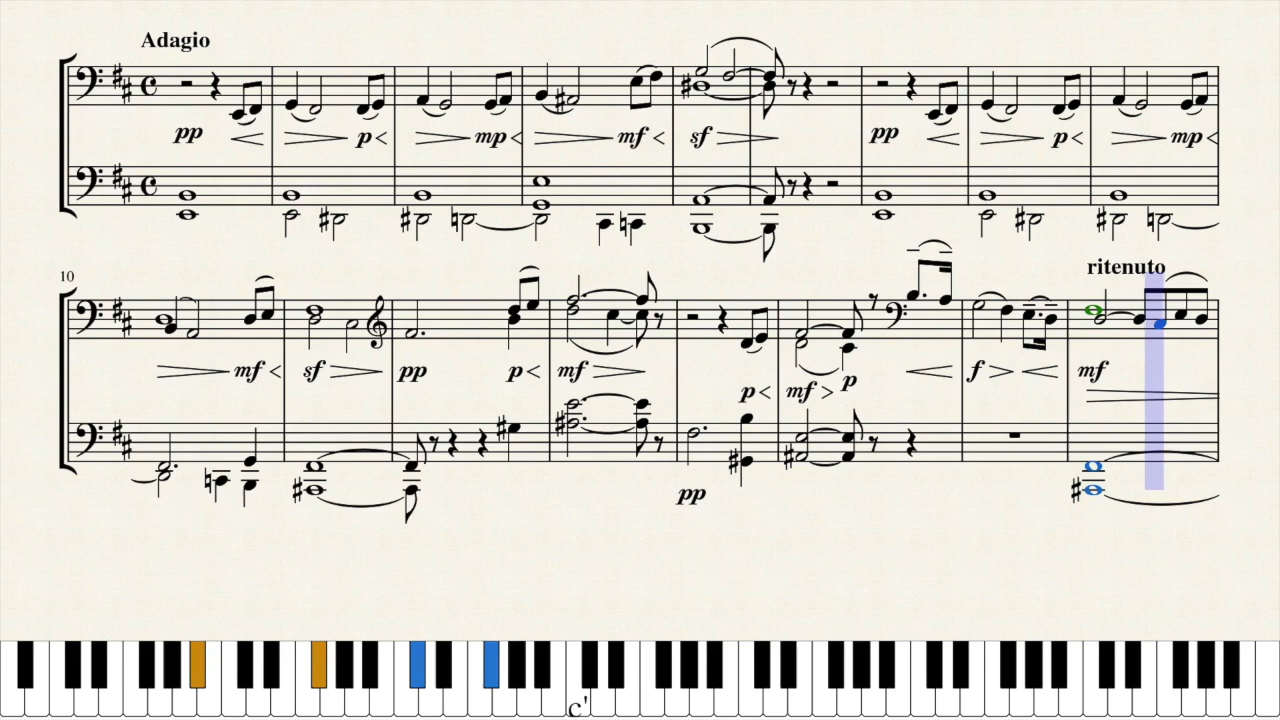 Adagio
pp p mp mf sf pp p mp
10
ritenuto
mf sf pp p mf p mf p f mf
pp
c'